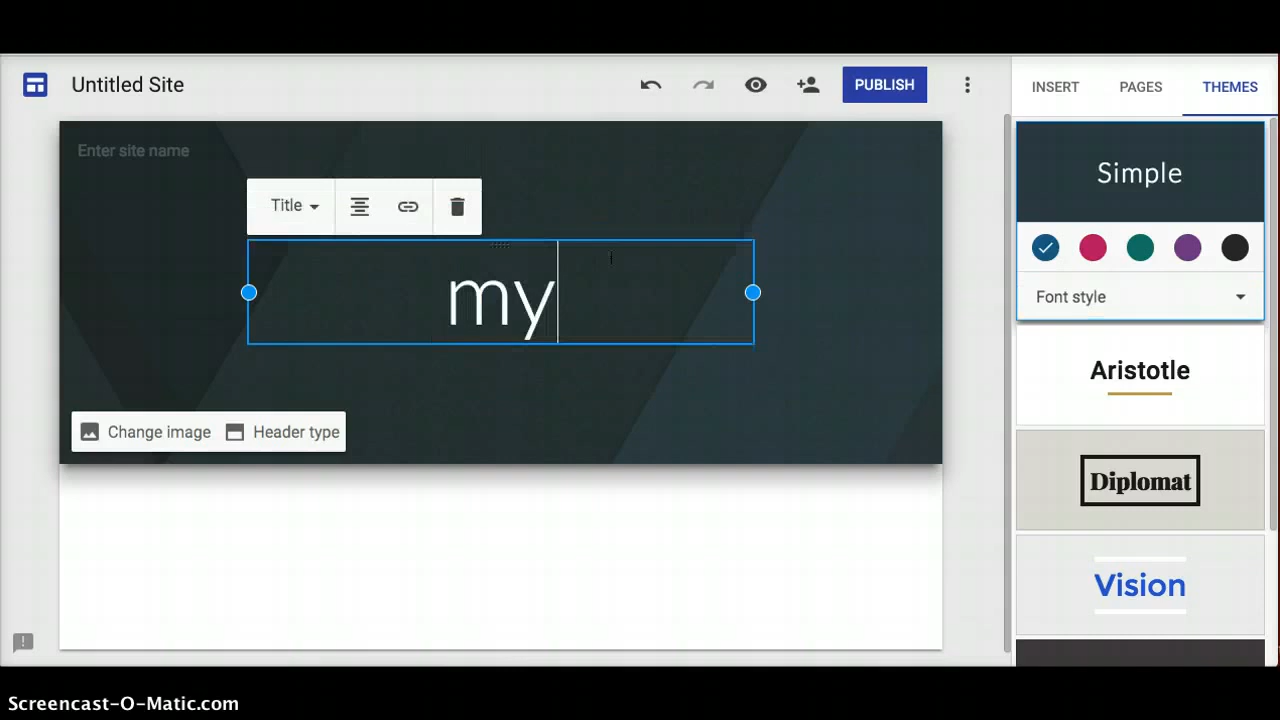 Untitled Site
PUBLISH
INSERT
PAGES
THEMES
Enter site name
Title
my
Change image
Header type
Simple
Font style
Aristotle
Diplomat
Vision
Screencast-O-Matic.com